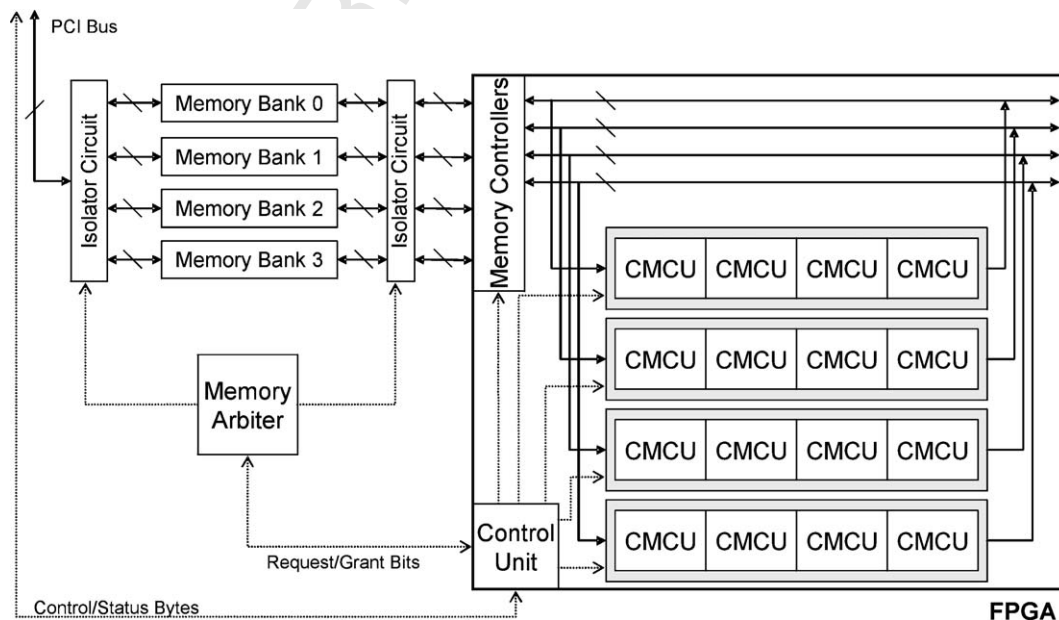 PCI Bus
Isolator Circuit
Memory Bank 0
Memory Bank 1
Memory Bank 2
Memory Bank 3
Isolator Circuit
Memory Controllers
CMCU CMCU CMCU CMCU
CMCU CMCU CMCU CMCU
CMCU CMCU CMCU CMCU
CMCU CMCU CMCU CMCU
Memory
Arbiter
Control
Unit
Request/Grant Bits
Control/Status Bytes
FPGA